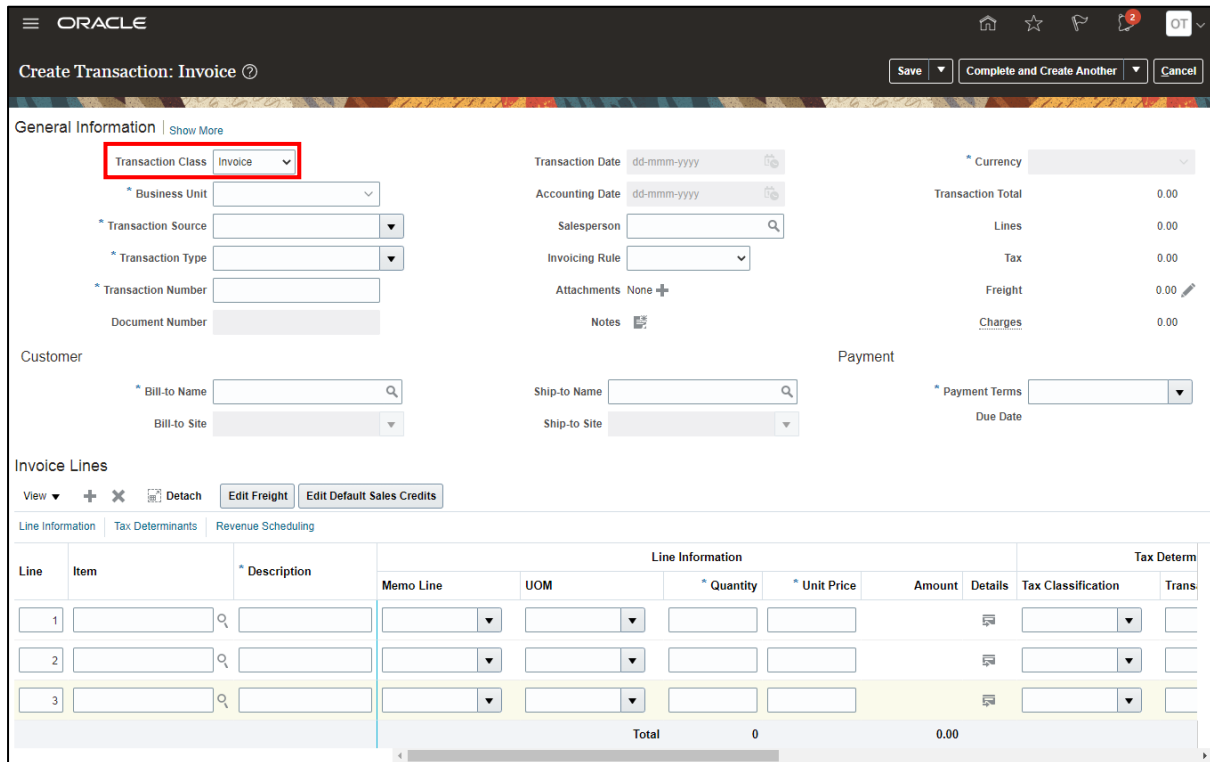 ORACLE
2
OT
Create Transaction: Invoice
Save
Complete and Create Another
Cancel
General Information
Show More
Transaction Class Invoice
Transaction Date dd-mmm-yyyy
* Currency
* Business Unit
Accounting Date dd-mmm-yyyy
Transaction Total 0.00
* Transaction Source
Salesperson
Lines 0.00
* Transaction Type
Invoicing Rule
Tax 0.00
* Transaction Number
Attachments None
Freight 0.00
Document Number
Notes
Charges 0.00
Customer
Payment
* Bill-to Name
Ship-to Name
* Payment Terms
Bill-to Site
Ship-to Site
Due Date
Invoice Lines
View
Detach
Edit Freight
Edit Default Sales Credits
Line Information
Tax Determinants
Revenue Scheduling
Line Information
Tax Determ
Line Item * Description
Memo Line UOM * Quantity * Unit Price Amount Details Tax Classification Trans
1
2
3
Total 0 0.00